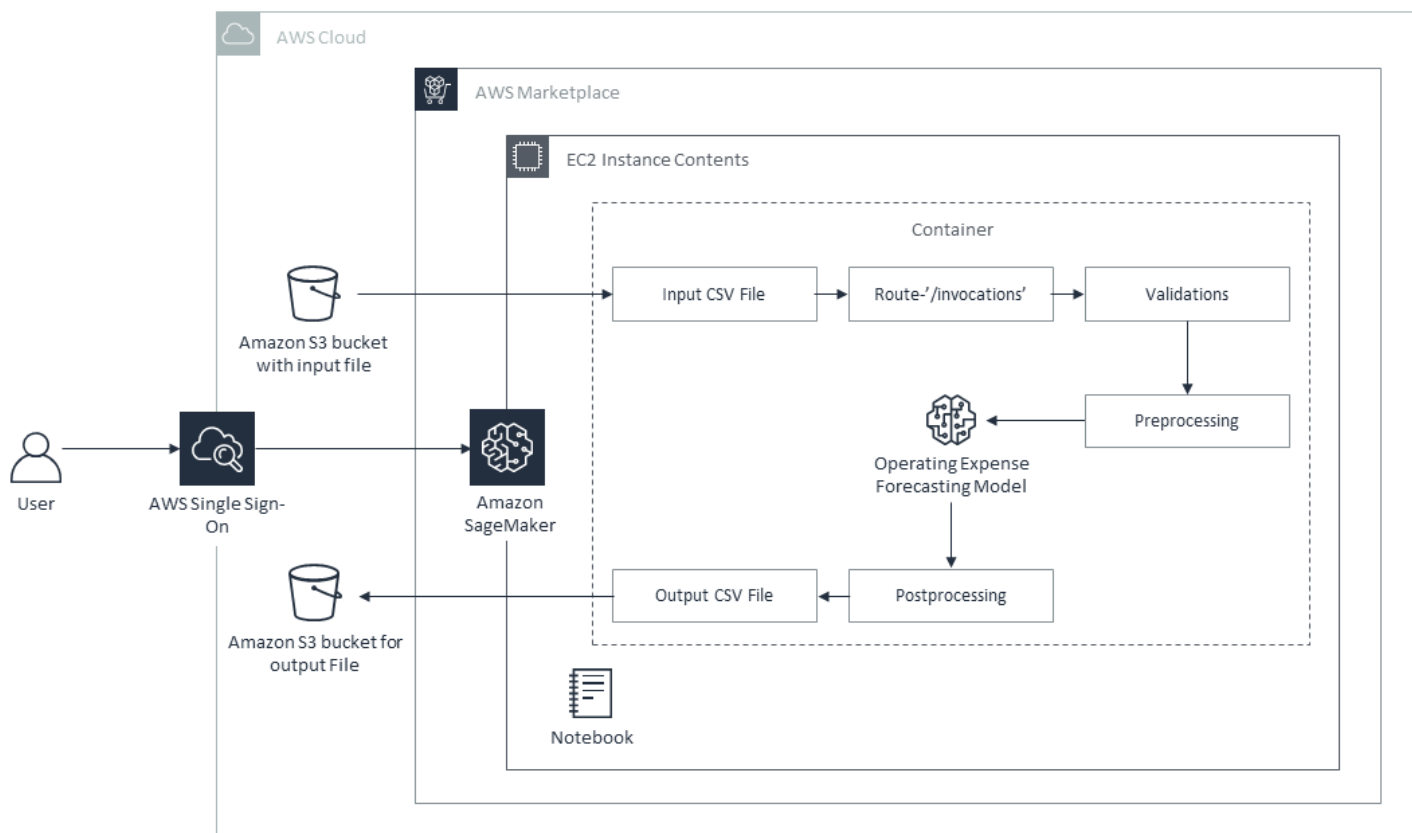 AWS Cloud
AWS Marketplace
EC2 Instance Contents
Container
Input CSV File
Route-’/invocations’
Validations
Amazon S3 bucket
with input file
Preprocessing
Operating Expense
Forecasting Model
User
AWS Single Sign-
On
Amazon
SageMaker
Output CSV File
Postprocessing
Amazon S3 bucket for
output File
Notebook